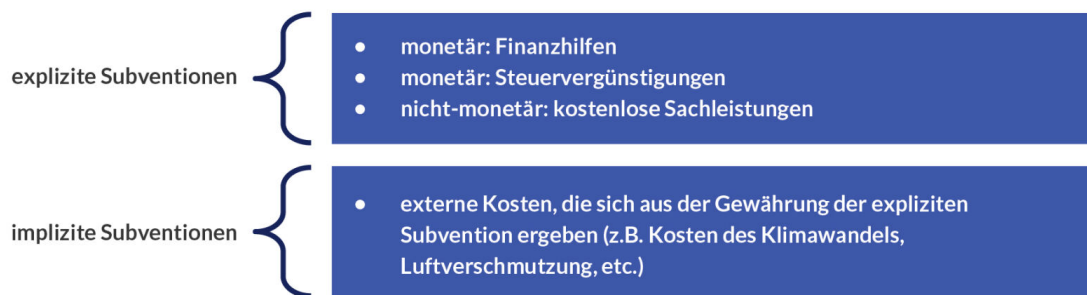 explizite Subventionen
• monetär: Finanzhilfen
• monetär: Steuervergünstigungen
• nicht-monetär: kostenlose Sachleistungen
implizite Subventionen
• externe Kosten, die sich aus der Gewährung der expliziten
Subvention ergeben (z.B. Kosten des Klimawandels,
Luftverschmutzung, etc.)